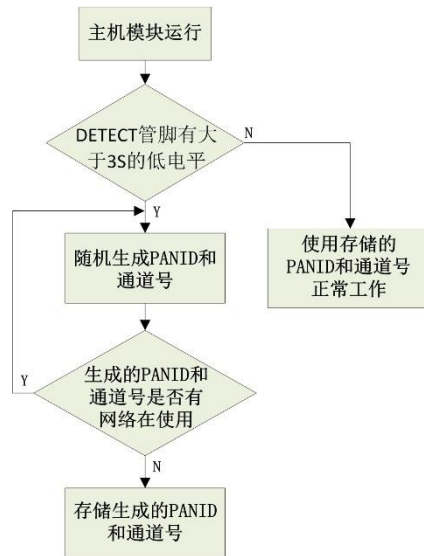 主机模块运行
DETECT管脚有大
于3S的低电平
N
Y
随机生成PANID和
通道号
使用存储的
PANID和通道号
正常工作
生成的PANID和
通道号是否有
网络在使用
Y
N
存储生成的PANID
和通道号